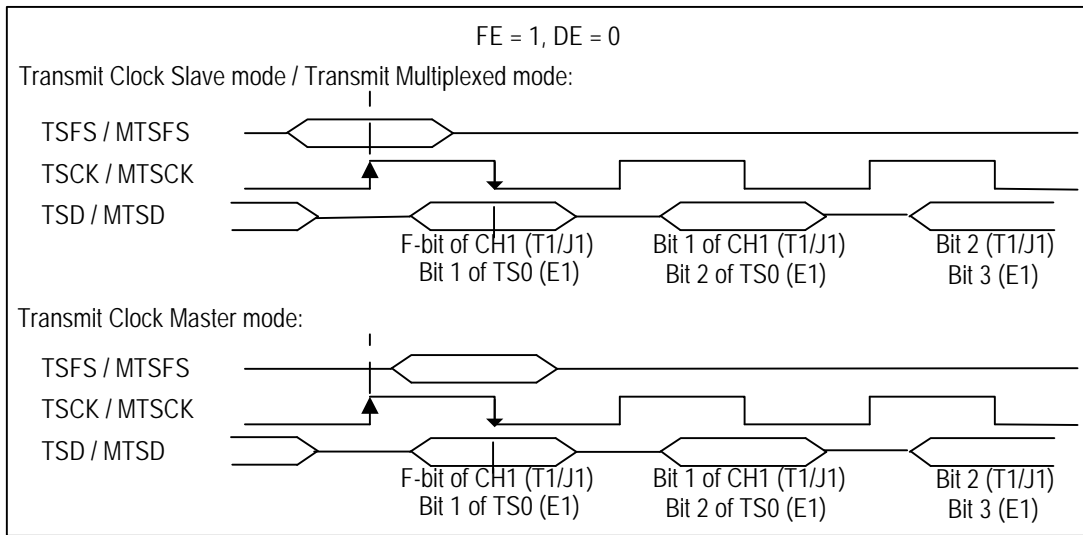 FE = 1, DE = 0
Transmit Clock Slave mode / Transmit Multiplexed mode:
TSFS / MTSFS
TSCK / MTSCK
TSD / MTSD
F-bit of CH1 (T1/J1) Bit 1 of CH1 (T1/J1) Bit 2 (T1/J1)
Bit 1 of TS0 (E1) Bit 2 of TS0 (E1) Bit 3 (E1)
Transmit Clock Master mode:
TSFS / MTSFS
TSCK / MTSCK
TSD / MTSD
F-bit of CH1 (T1/J1) Bit 1 of CH1 (T1/J1) Bit 2 (T1/J1)
Bit 1 of TS0 (E1) Bit 2 of TS0 (E1) Bit 3 (E1)